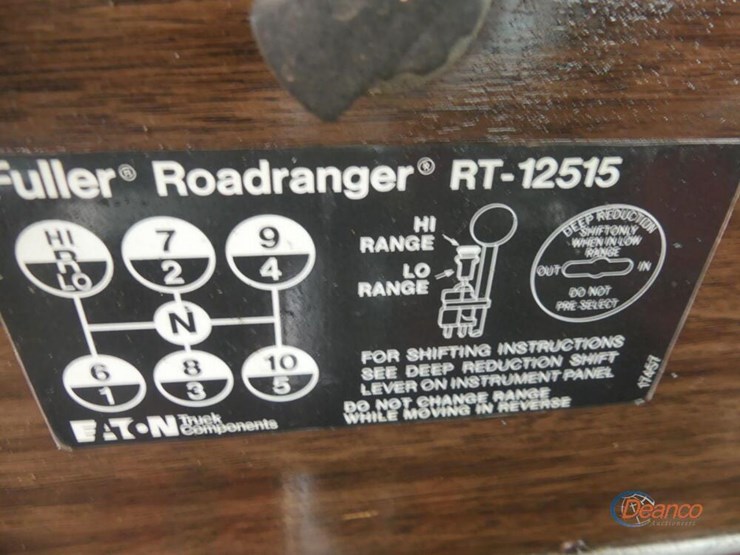 Fuller® Roadranger® RT-12515
HI
R
LO
7
2
9
4
N
6
1
8
3
10
5
HI
RANGE
LO
RANGE
DEEP REDUCTION
SHIFT ONLY
WHEN IN LOW
RANGE
OUT IN
DO NOT
PRE-SELECT
FOR SHIFTING INSTRUCTIONS
SEE DEEP REDUCTION SHIFT
LEVER ON INSTRUMENT PANEL
DO NOT CHANGE RANGE
WHILE MOVING IN REVERSE
EATON Truck
Components
Deanco
Auctioneers